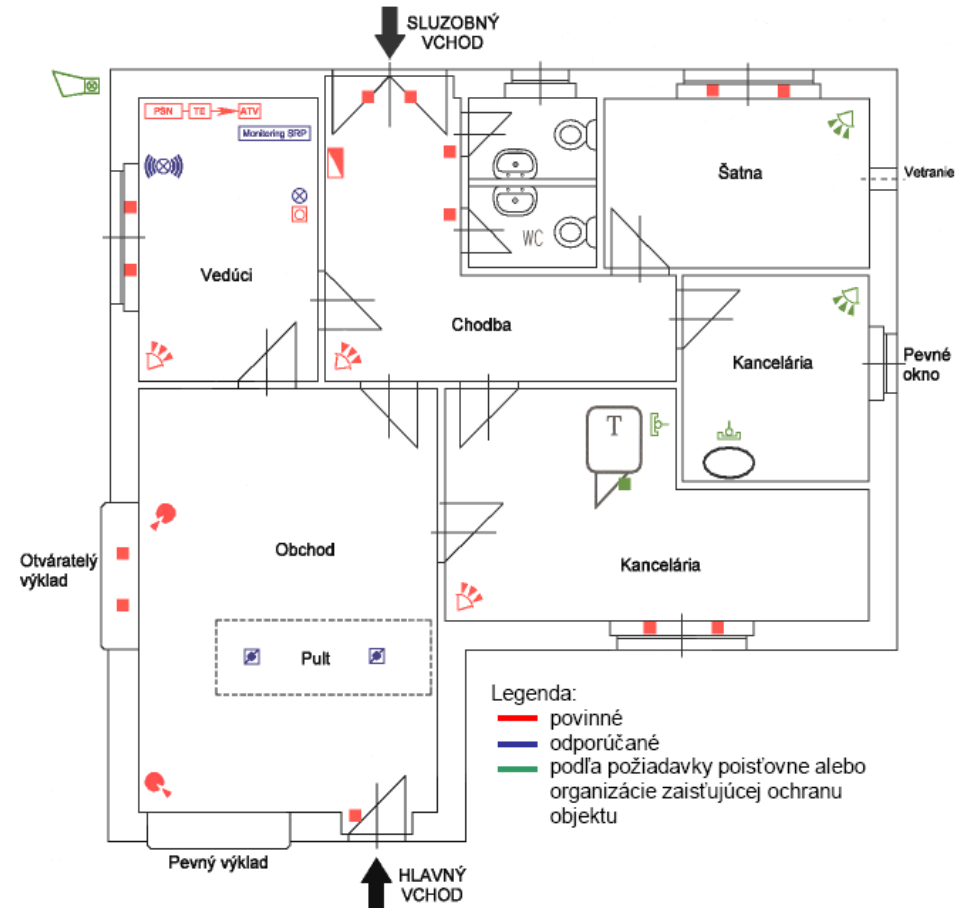 SLUZOBNÝ
VCHOD
PSN
TE
ATV
Monitoring SRP
Vedúci
WC
Šatna
Vetranie
Chodba
Kancelária
Pevné
okno
T
Obchod
Otváratelý
výklad
Kancelária
Pult
Legenda:
povinné
odporúčané
podľa požiadavky poisťovne alebo
organizácie zaisťujúcej ochranu
objektu
Pevný výklad
HLAVNÝ
VCHOD